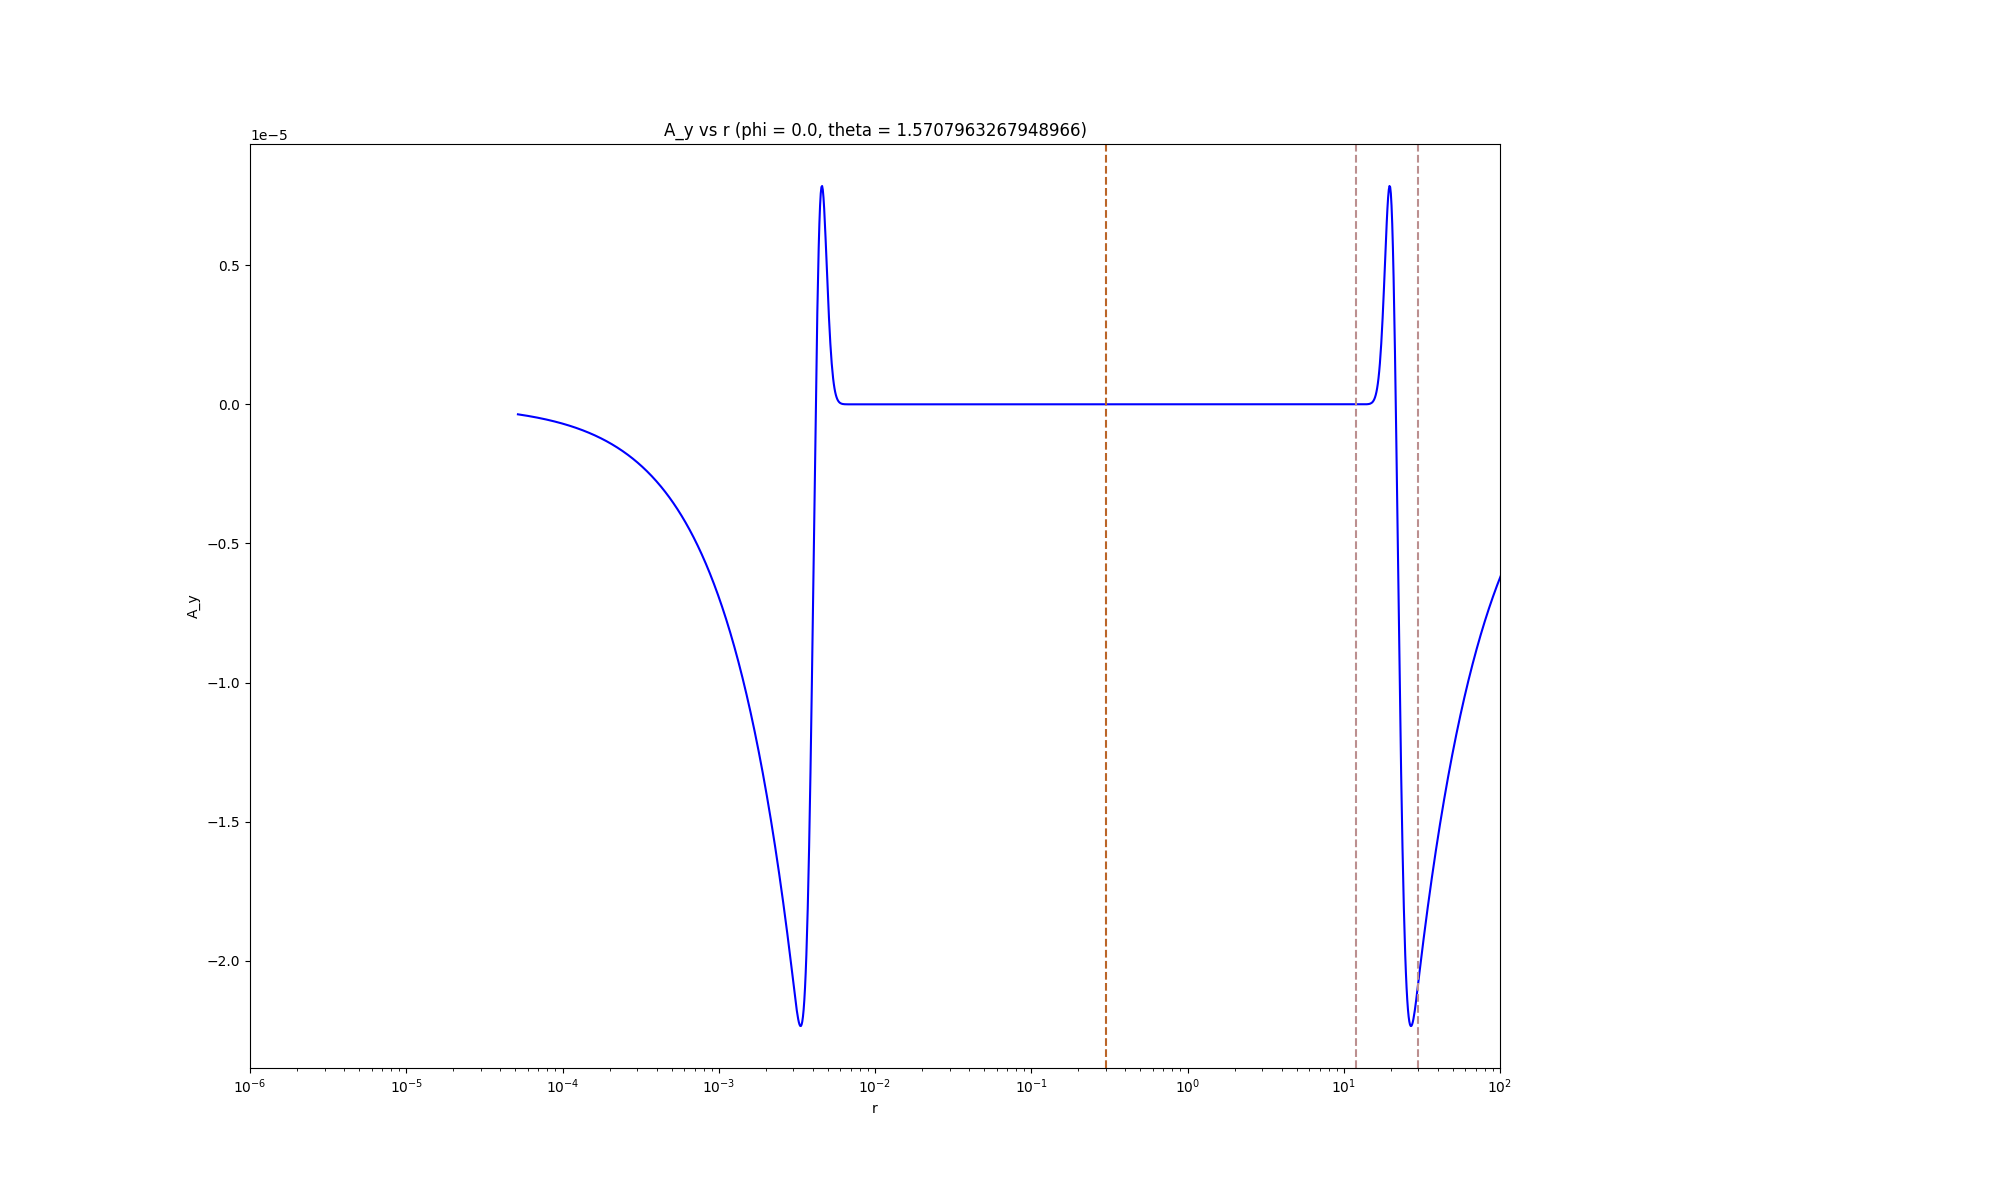 A_y vs r (phi = 0.0, theta = 1.5707963267948966)
1e−5
0.5
0.0
−0.5
−1.0
−1.5
−2.0
A_y
10⁻⁶ 10⁻⁵ 10⁻⁴ 10⁻³ 10⁻² 10⁻¹ 10⁰ 10¹ 10²
r